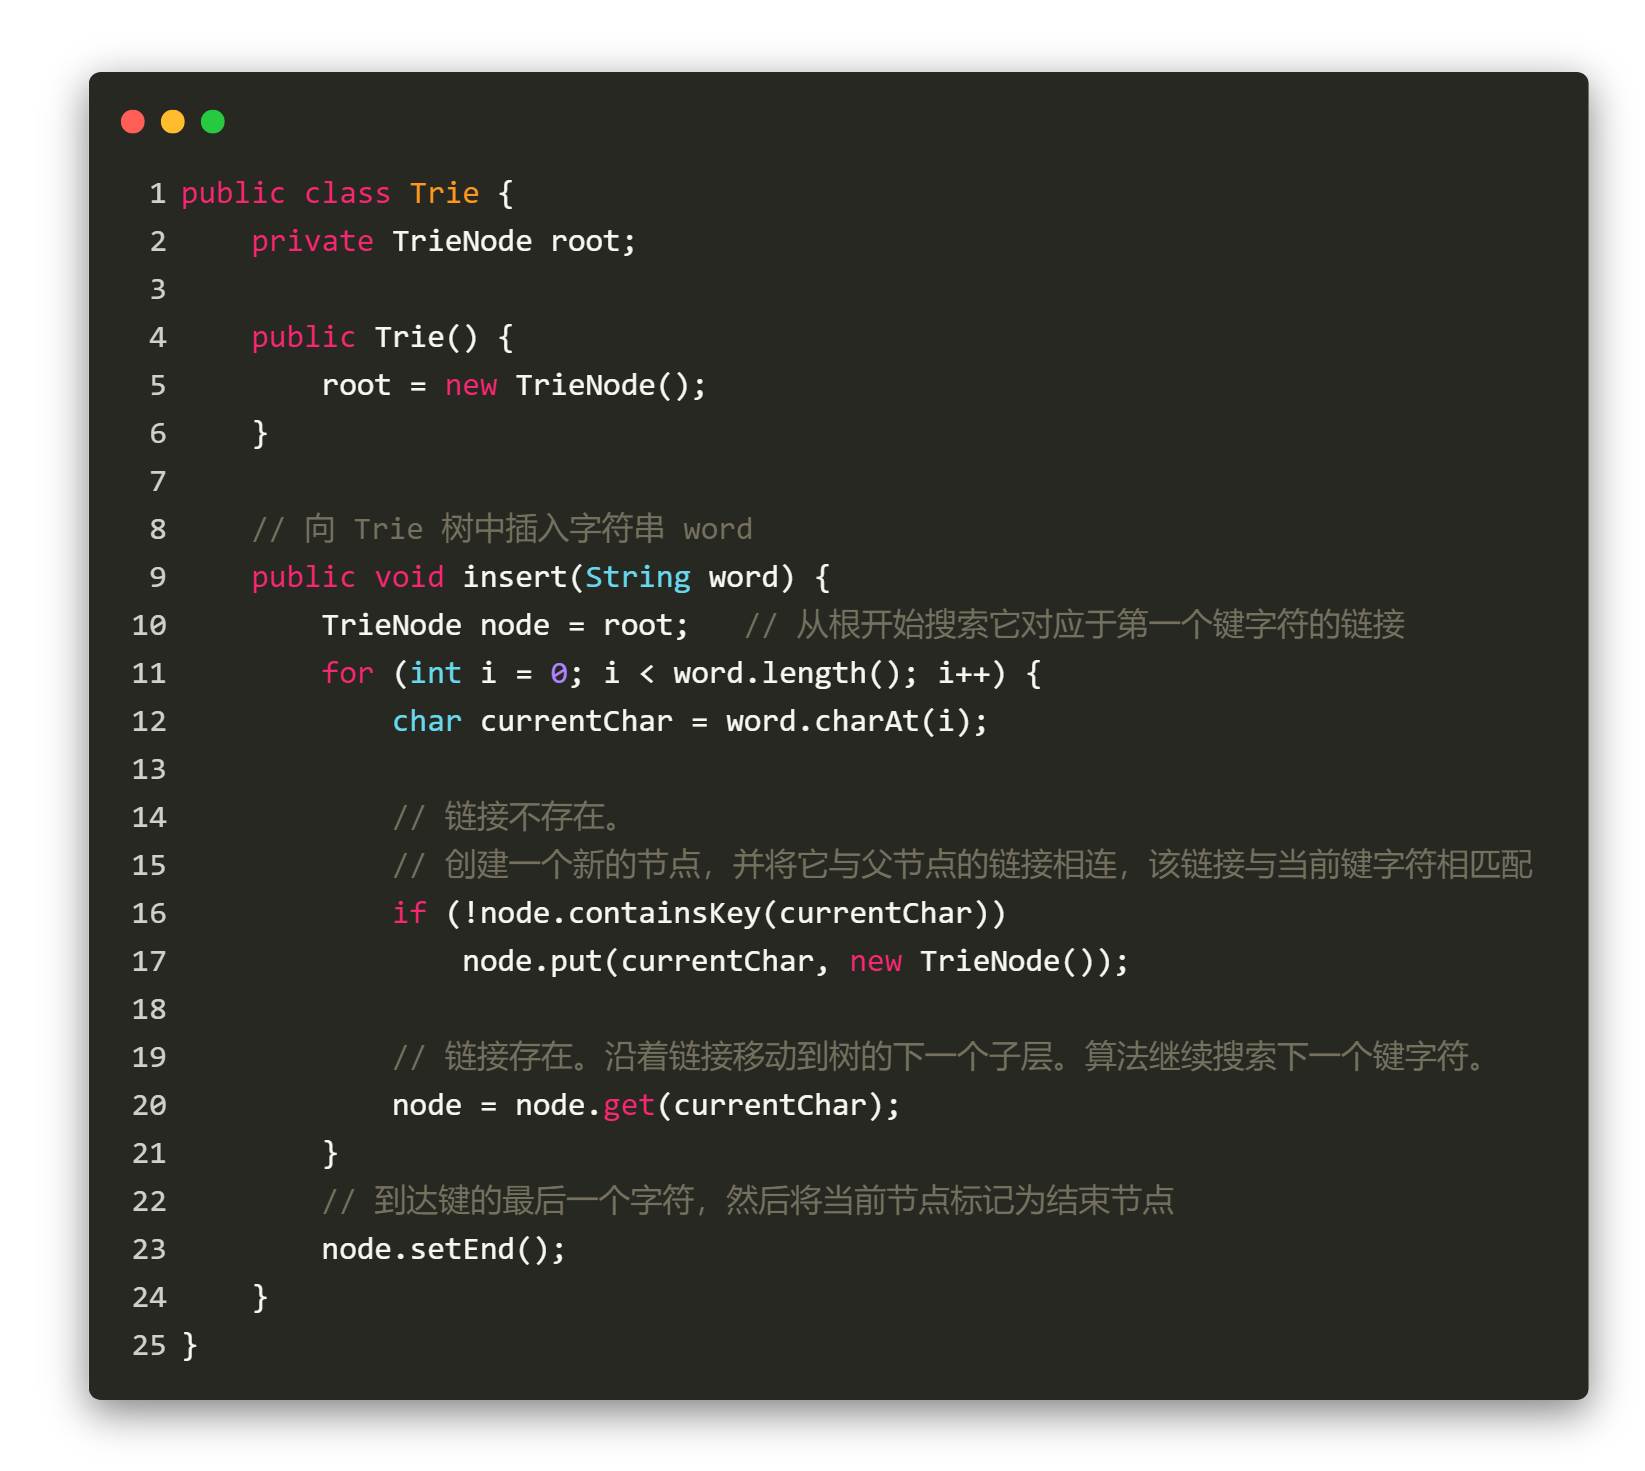 1 public class Trie {
2     private TrieNode root;
3
4     public Trie() {
5         root = new TrieNode();
6     }
7
8     // 向 Trie 树中插入字符串 word
9     public void insert(String word) {
10         TrieNode node = root;   // 从根开始搜索它对应于第一个键字符的链接
11         for (int i = 0; i < word.length(); i++) {
12             char currentChar = word.charAt(i);
13
14             // 链接不存在。
15             // 创建一个新的节点，并将它与父节点的链接相连，该链接与当前键字符相匹配
16             if (!node.containsKey(currentChar))
17                 node.put(currentChar, new TrieNode());
18
19             // 链接存在。沿着链接移动到树的下一个子层。算法继续搜索下一个键字符。
20             node = node.get(currentChar);
21         }
22         // 到达键的最后一个字符，然后将当前节点标记为结束节点
23         node.setEnd();
24     }
25 }